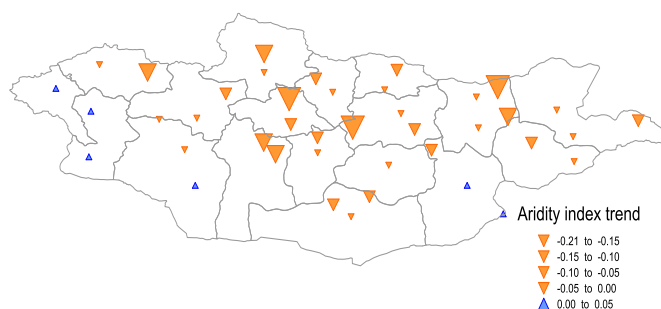 Aridity index trend
-0.21 to -0.15
-0.15 to -0.10
-0.10 to -0.05
-0.05 to 0.00
0.00 to 0.05